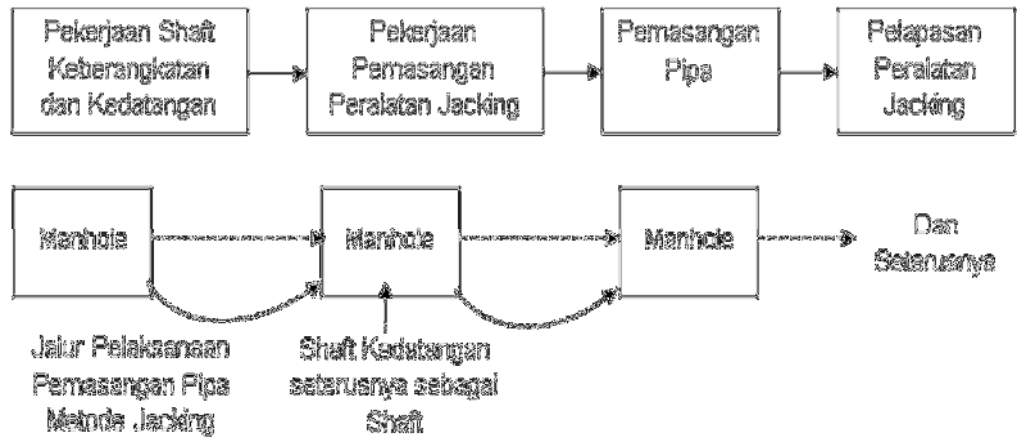 Pekerjaan Shaft
Keberangkatan
dan Kedatangan
Pekerjaan
Pemasangan
Peralatan Jacking
Pemasangan
Pipa
Pelapasan
Peralatan
Jacking
Manhole
Manhole
Manhole
Dan
Seterusnya
Jalur Pelaksanaan
Pemasangan Pipa
Metode Jacking
Shaft Kedatangan
seterusnya sebagai
Shaft